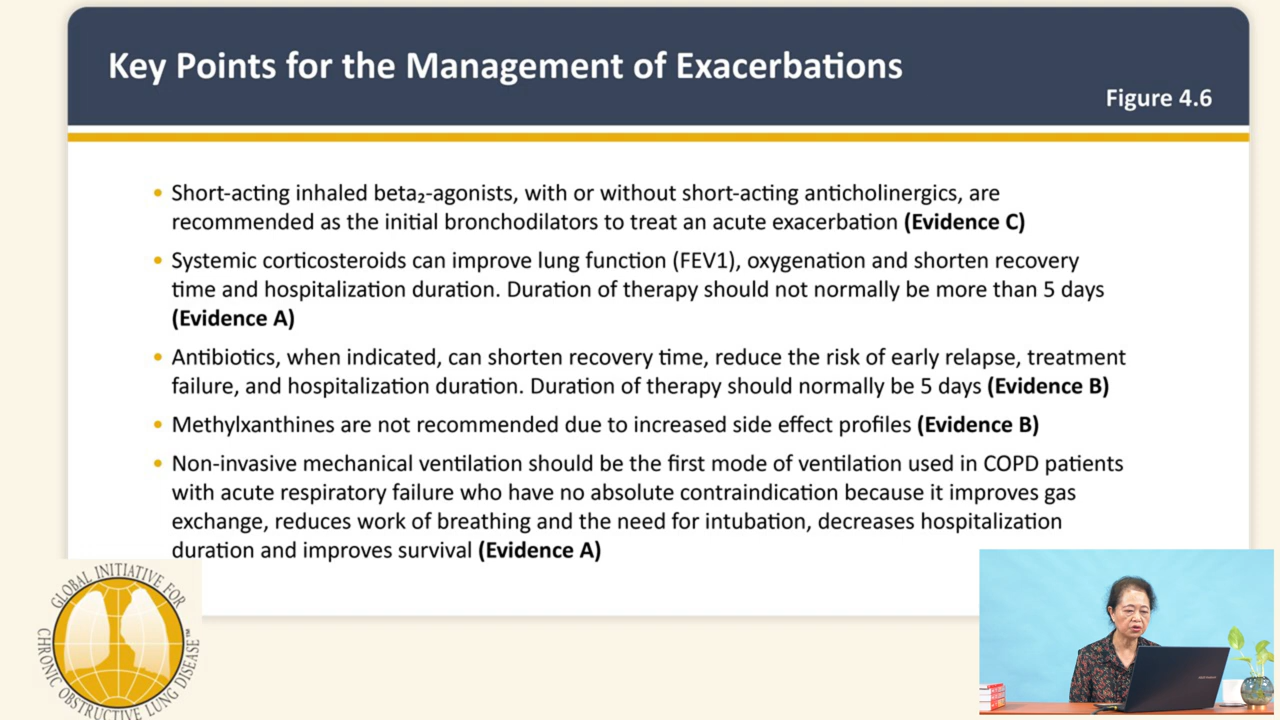 Key Points for the Management of Exacerbations
Figure 4.6
• Short-acting inhaled beta₂-agonists, with or without short-acting anticholinergics, are
recommended as the initial bronchodilators to treat an acute exacerbation (Evidence C)
• Systemic corticosteroids can improve lung function (FEV1), oxygenation and shorten recovery
time and hospitalization duration. Duration of therapy should not normally be more than 5 days
(Evidence A)
• Antibiotics, when indicated, can shorten recovery time, reduce the risk of early relapse, treatment
failure, and hospitalization duration. Duration of therapy should normally be 5 days (Evidence B)
• Methylxanthines are not recommended due to increased side effect profiles (Evidence B)
• Non-invasive mechanical ventilation should be the first mode of ventilation used in COPD patients
with acute respiratory failure who have no absolute contraindication because it improves gas
exchange, reduces work of breathing and the need for intubation, decreases hospitalization
duration and improves survival (Evidence A)
GLOBAL INITIATIVE FOR
CHRONIC OBSTRUCTIVE LUNG DISEASE™